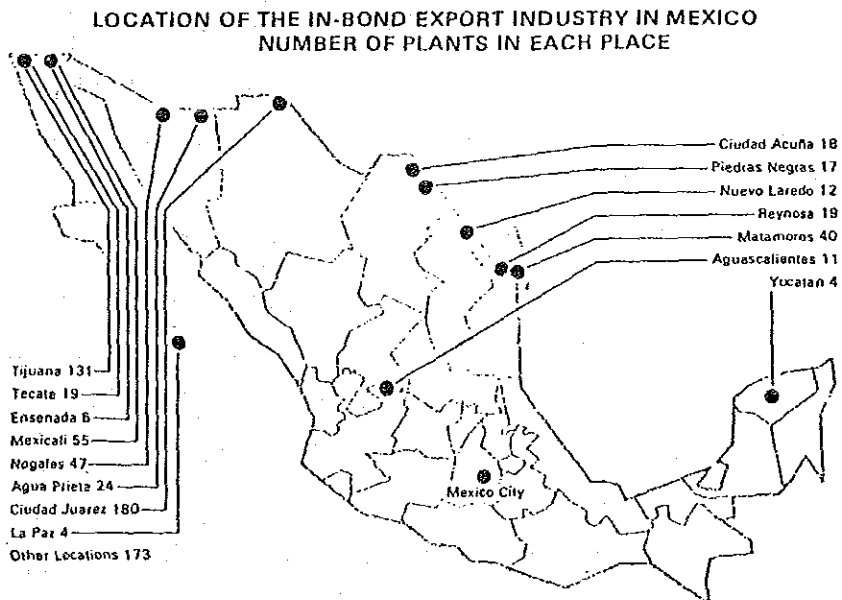 LOCATION OF THE IN-BOND EXPORT INDUSTRY IN MEXICO
NUMBER OF PLANTS IN EACH PLACE
Ciudad Acuña 18
Piedras Negras 17
Nuevo Laredo 12
Reynosa 19
Matamoros 40
Aguascalientes 11
Yucatan 4
Tijuana 131
Tecate 19
Ensenada 6
Mexicali 55
Nogales 47
Agua Prieta 24
Ciudad Juarez 180
La Paz 4
Other Locations 173
Mexico City